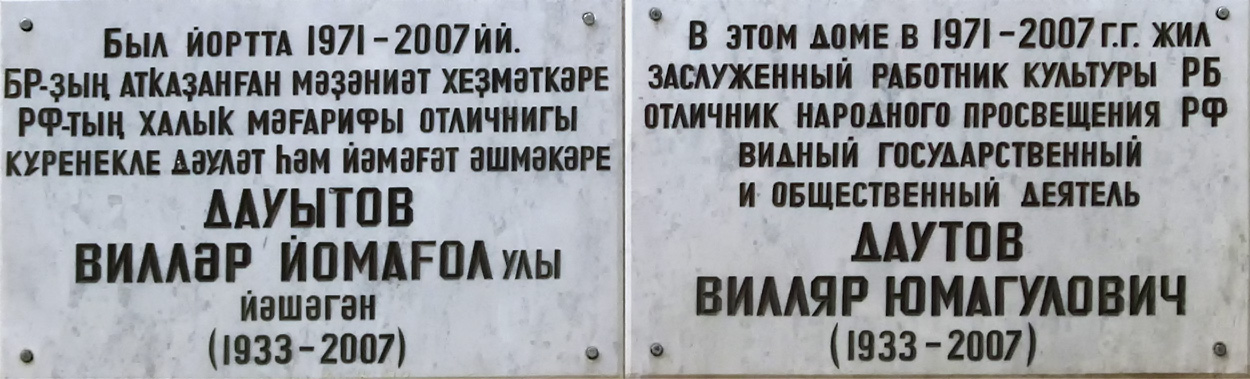 Был йортта 1971 – 2007 йй.
БР-ҙың атҡаҙанған мәҙәниәт хеҙмәткәре
РФ-тың халыҡ мәғарифы отличнигы
күренекле дәүләт һәм йәмәғәт әшмәкәре
ДАУЫТОВ
ВИЛЛӘР ЙОМАҒОЛ улы
йәшәгән
(1933 – 2007)
В этом доме в 1971 – 2007 г.г. жил
заслуженный работник культуры РБ
отличник народного просвещения РФ
видный государственный
и общественный деятель
ДАУТОВ
ВИЛЛЯР ЮМАГУЛОВИЧ
(1933 – 2007)